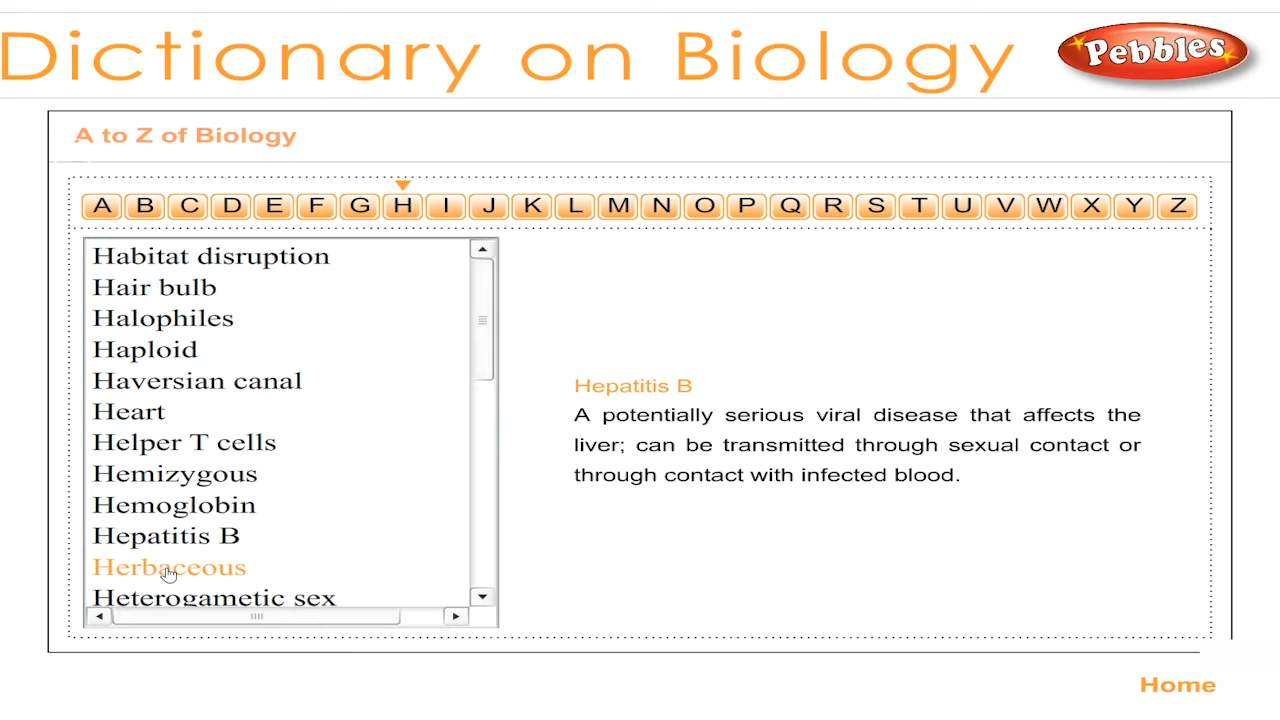 Dictionary on Biology
Pebbles
A to Z of Biology
A B C D E F G H I J K L M N O P Q R S T U V W X Y Z
Habitat disruption
Hair bulb
Halophiles
Haploid
Haversian canal
Heart
Helper T cells
Hemizygous
Hemoglobin
Hepatitis B
Herbaceous
Heterogametic sex
Hepatitis B
A potentially serious viral disease that affects the
liver; can be transmitted through sexual contact or
through contact with infected blood.
Home